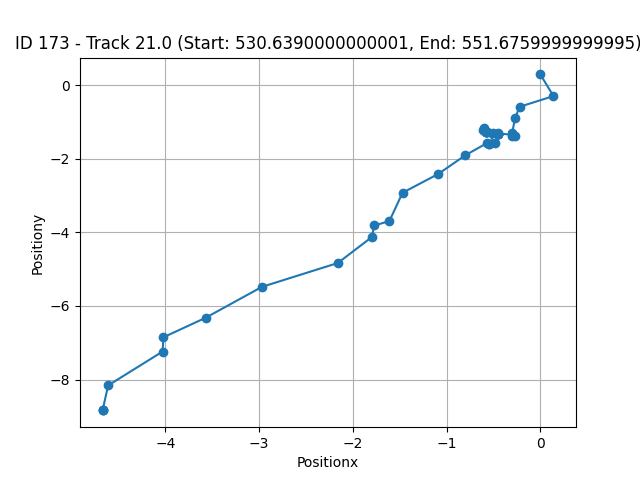 ID 173 - Track 21.0 (Start: 530.6390000000001, End: 551.6759999999995)
0
−2
−4
−6
−8
Positiony
−4 −3 −2 −1 0
Positionx